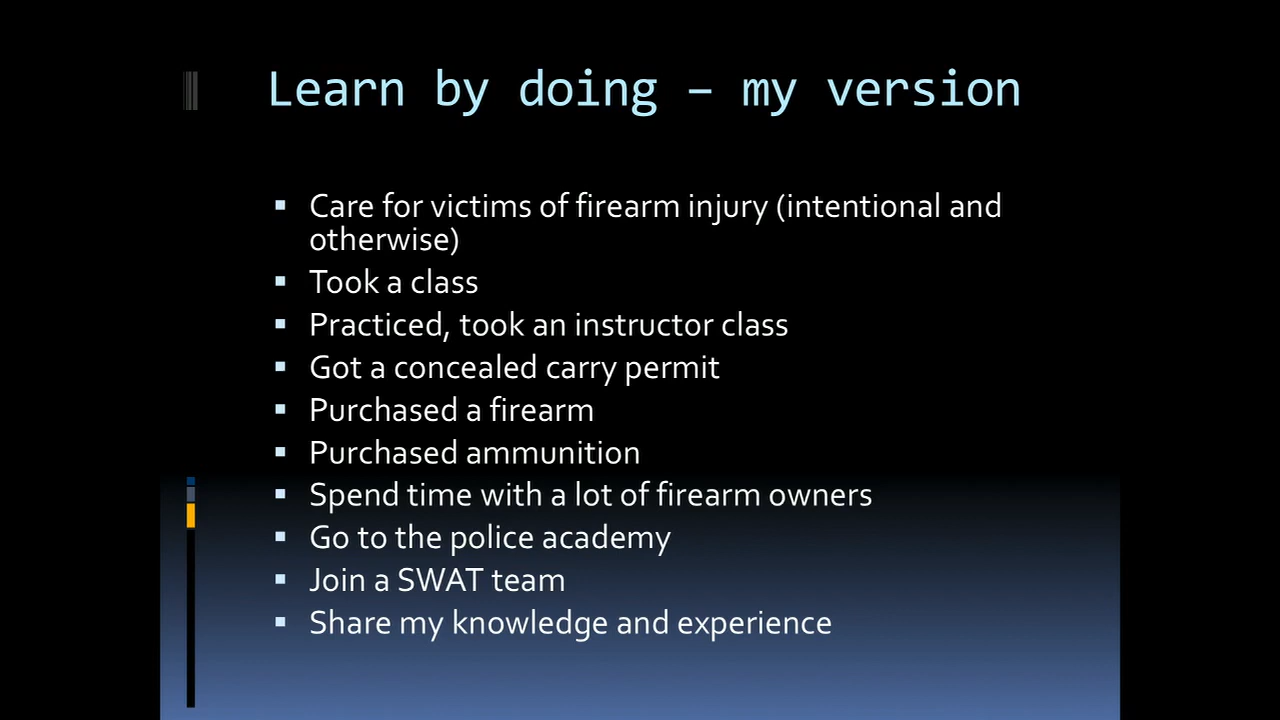 Learn by doing – my version
▪ Care for victims of firearm injury (intentional and
otherwise)
▪ Took a class
▪ Practiced, took an instructor class
▪ Got a concealed carry permit
▪ Purchased a firearm
▪ Purchased ammunition
▪ Spend time with a lot of firearm owners
▪ Go to the police academy
▪ Join a SWAT team
▪ Share my knowledge and experience